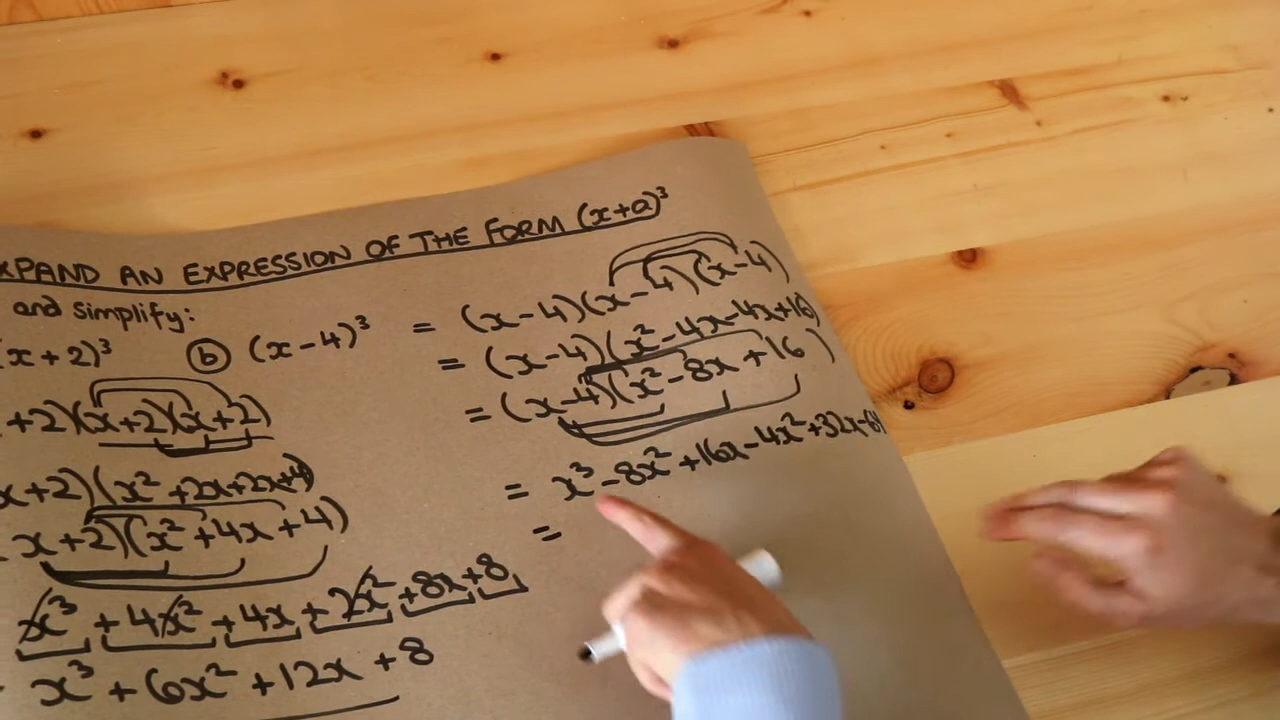 XPAND AN EXPRESSION OF THE FORM (x+a)³
and simplify:
(x+2)³
+2)(x+2)(x+2)
x+2)(x²+2x+2x+4)
x+2)(x²+4x+4)
x³+4x²+4x+2x²+8x+8
x³+6x²+12x+8
b (x-4)³ = (x-4)(x-4)(x-4)
= (x-4)(x²-4x-4x+16)
= (x-4)(x²-8x+16)
= x³-8x²+16x-4x²+32x-64
=